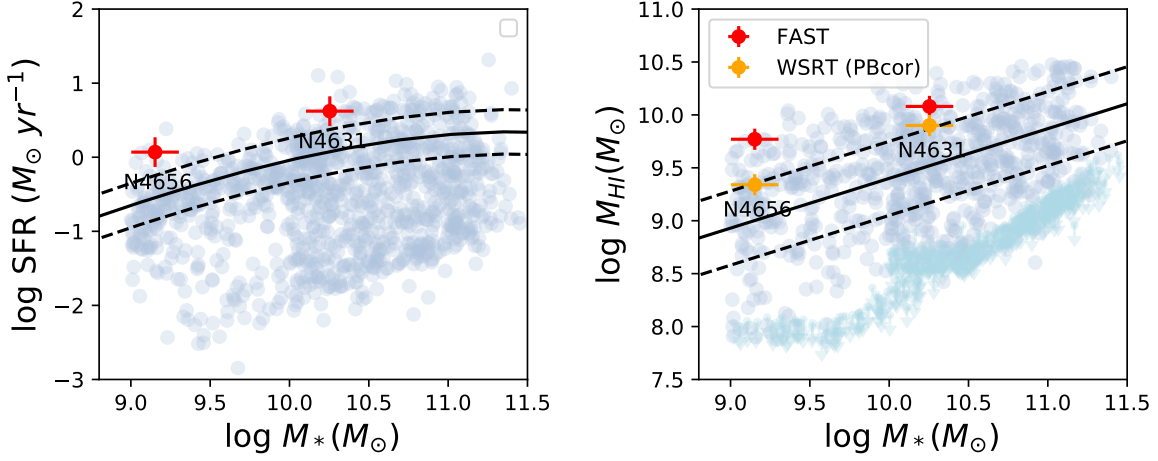 2
1
0
−1
−2
−3
log SFR (M⊙ yr−1)
N4631
N4656
9.0 9.5 10.0 10.5 11.0 11.5
log M*(M⊙)
11.0
10.5
10.0
9.5
9.0
8.5
8.0
7.5
log MHI(M⊙)
FAST
WSRT (PBcor)
N4631
N4656
9.0 9.5 10.0 10.5 11.0 11.5
log M*(M⊙)